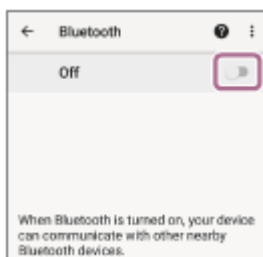 Bluetooth
Off
When Bluetooth is turned on, your device
can communicate with other nearby
Bluetooth devices.